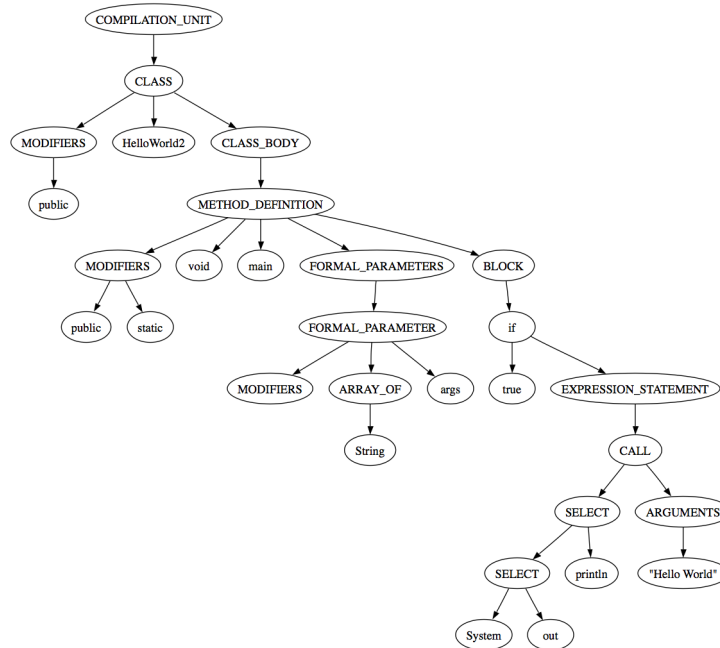 COMPILATION_UNIT
CLASS
MODIFIERS HelloWorld2 CLASS_BODY
public METHOD_DEFINITION
MODIFIERS void main FORMAL_PARAMETERS BLOCK
public static FORMAL_PARAMETER if
MODIFIERS ARRAY_OF args true EXPRESSION_STATEMENT
String CALL
SELECT ARGUMENTS
SELECT println "Hello World"
System out